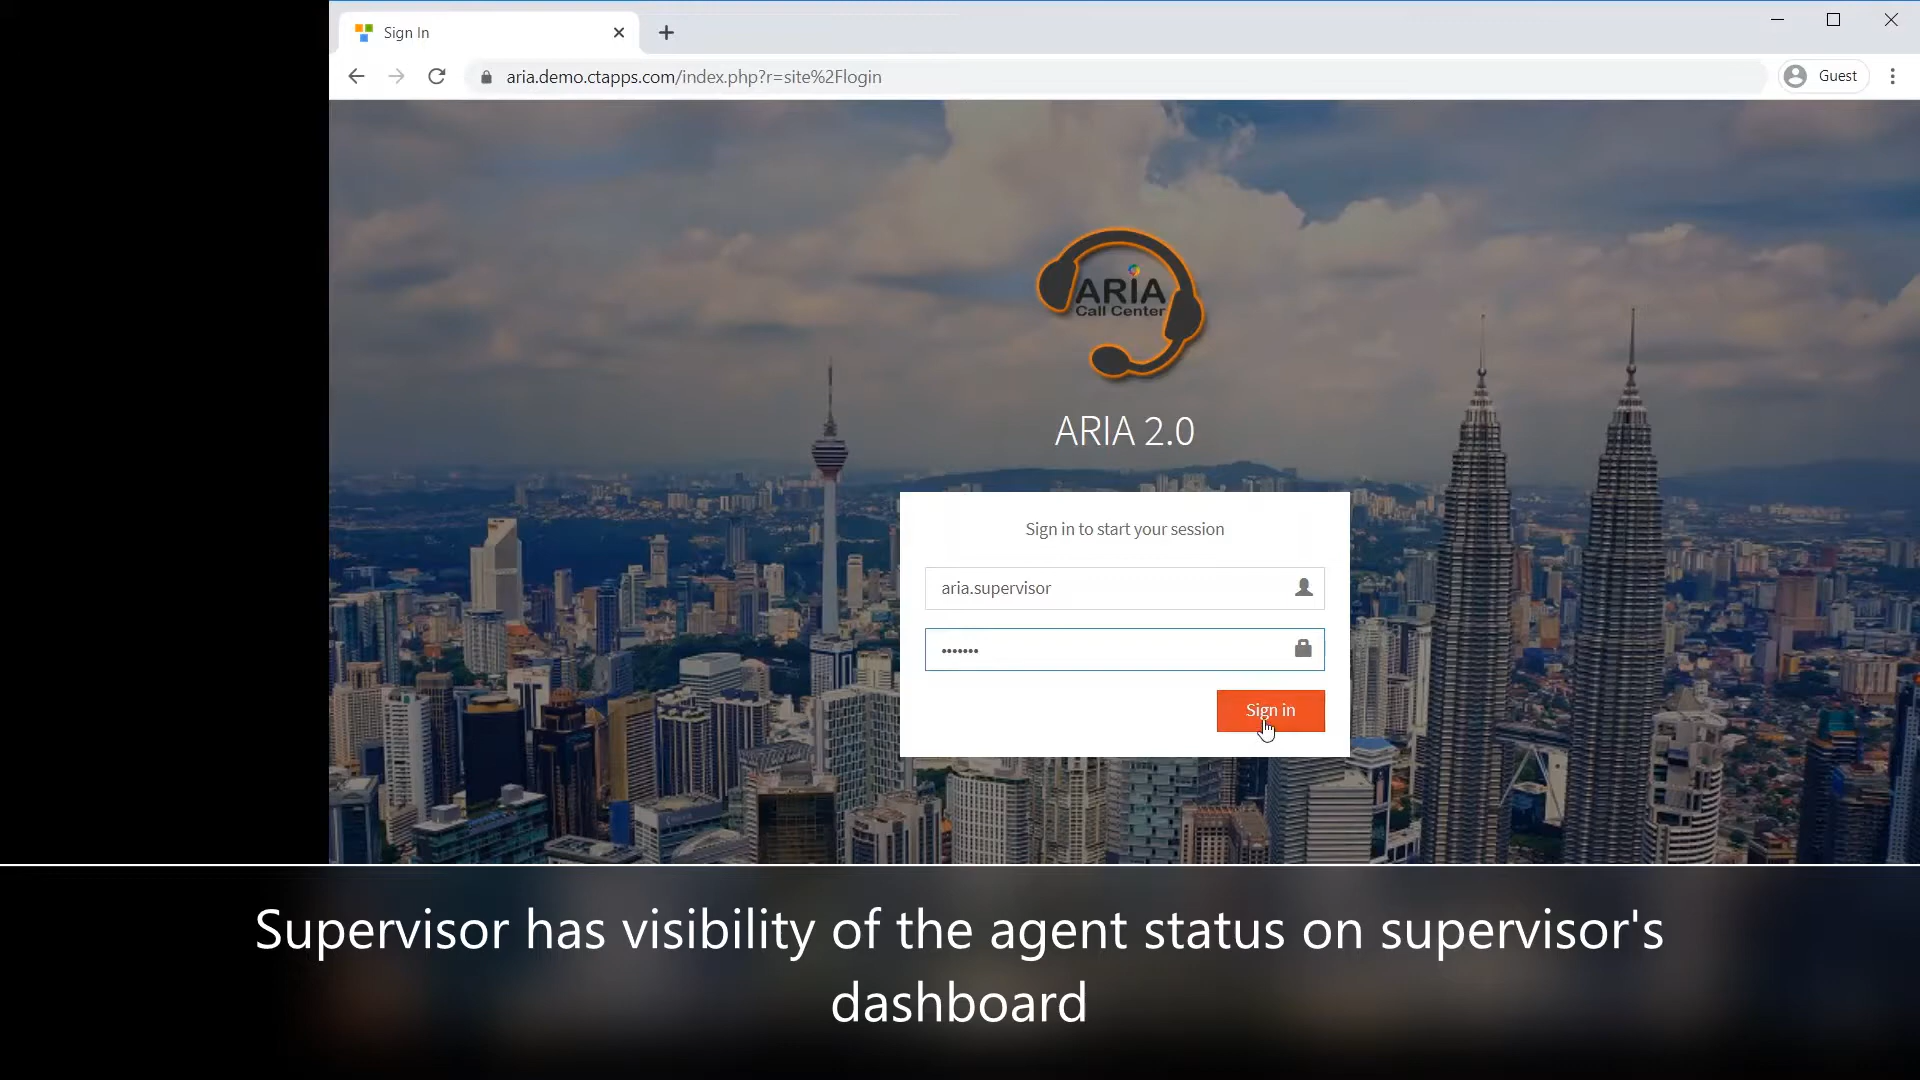 Sign In
aria.demo.ctapps.com/index.php?r=site%2Flogin
Guest
ARIA
Call Center
ARIA 2.0
Sign in to start your session
aria.supervisor
•••••••
Sign in
Supervisor has visibility of the agent status on supervisor's
dashboard